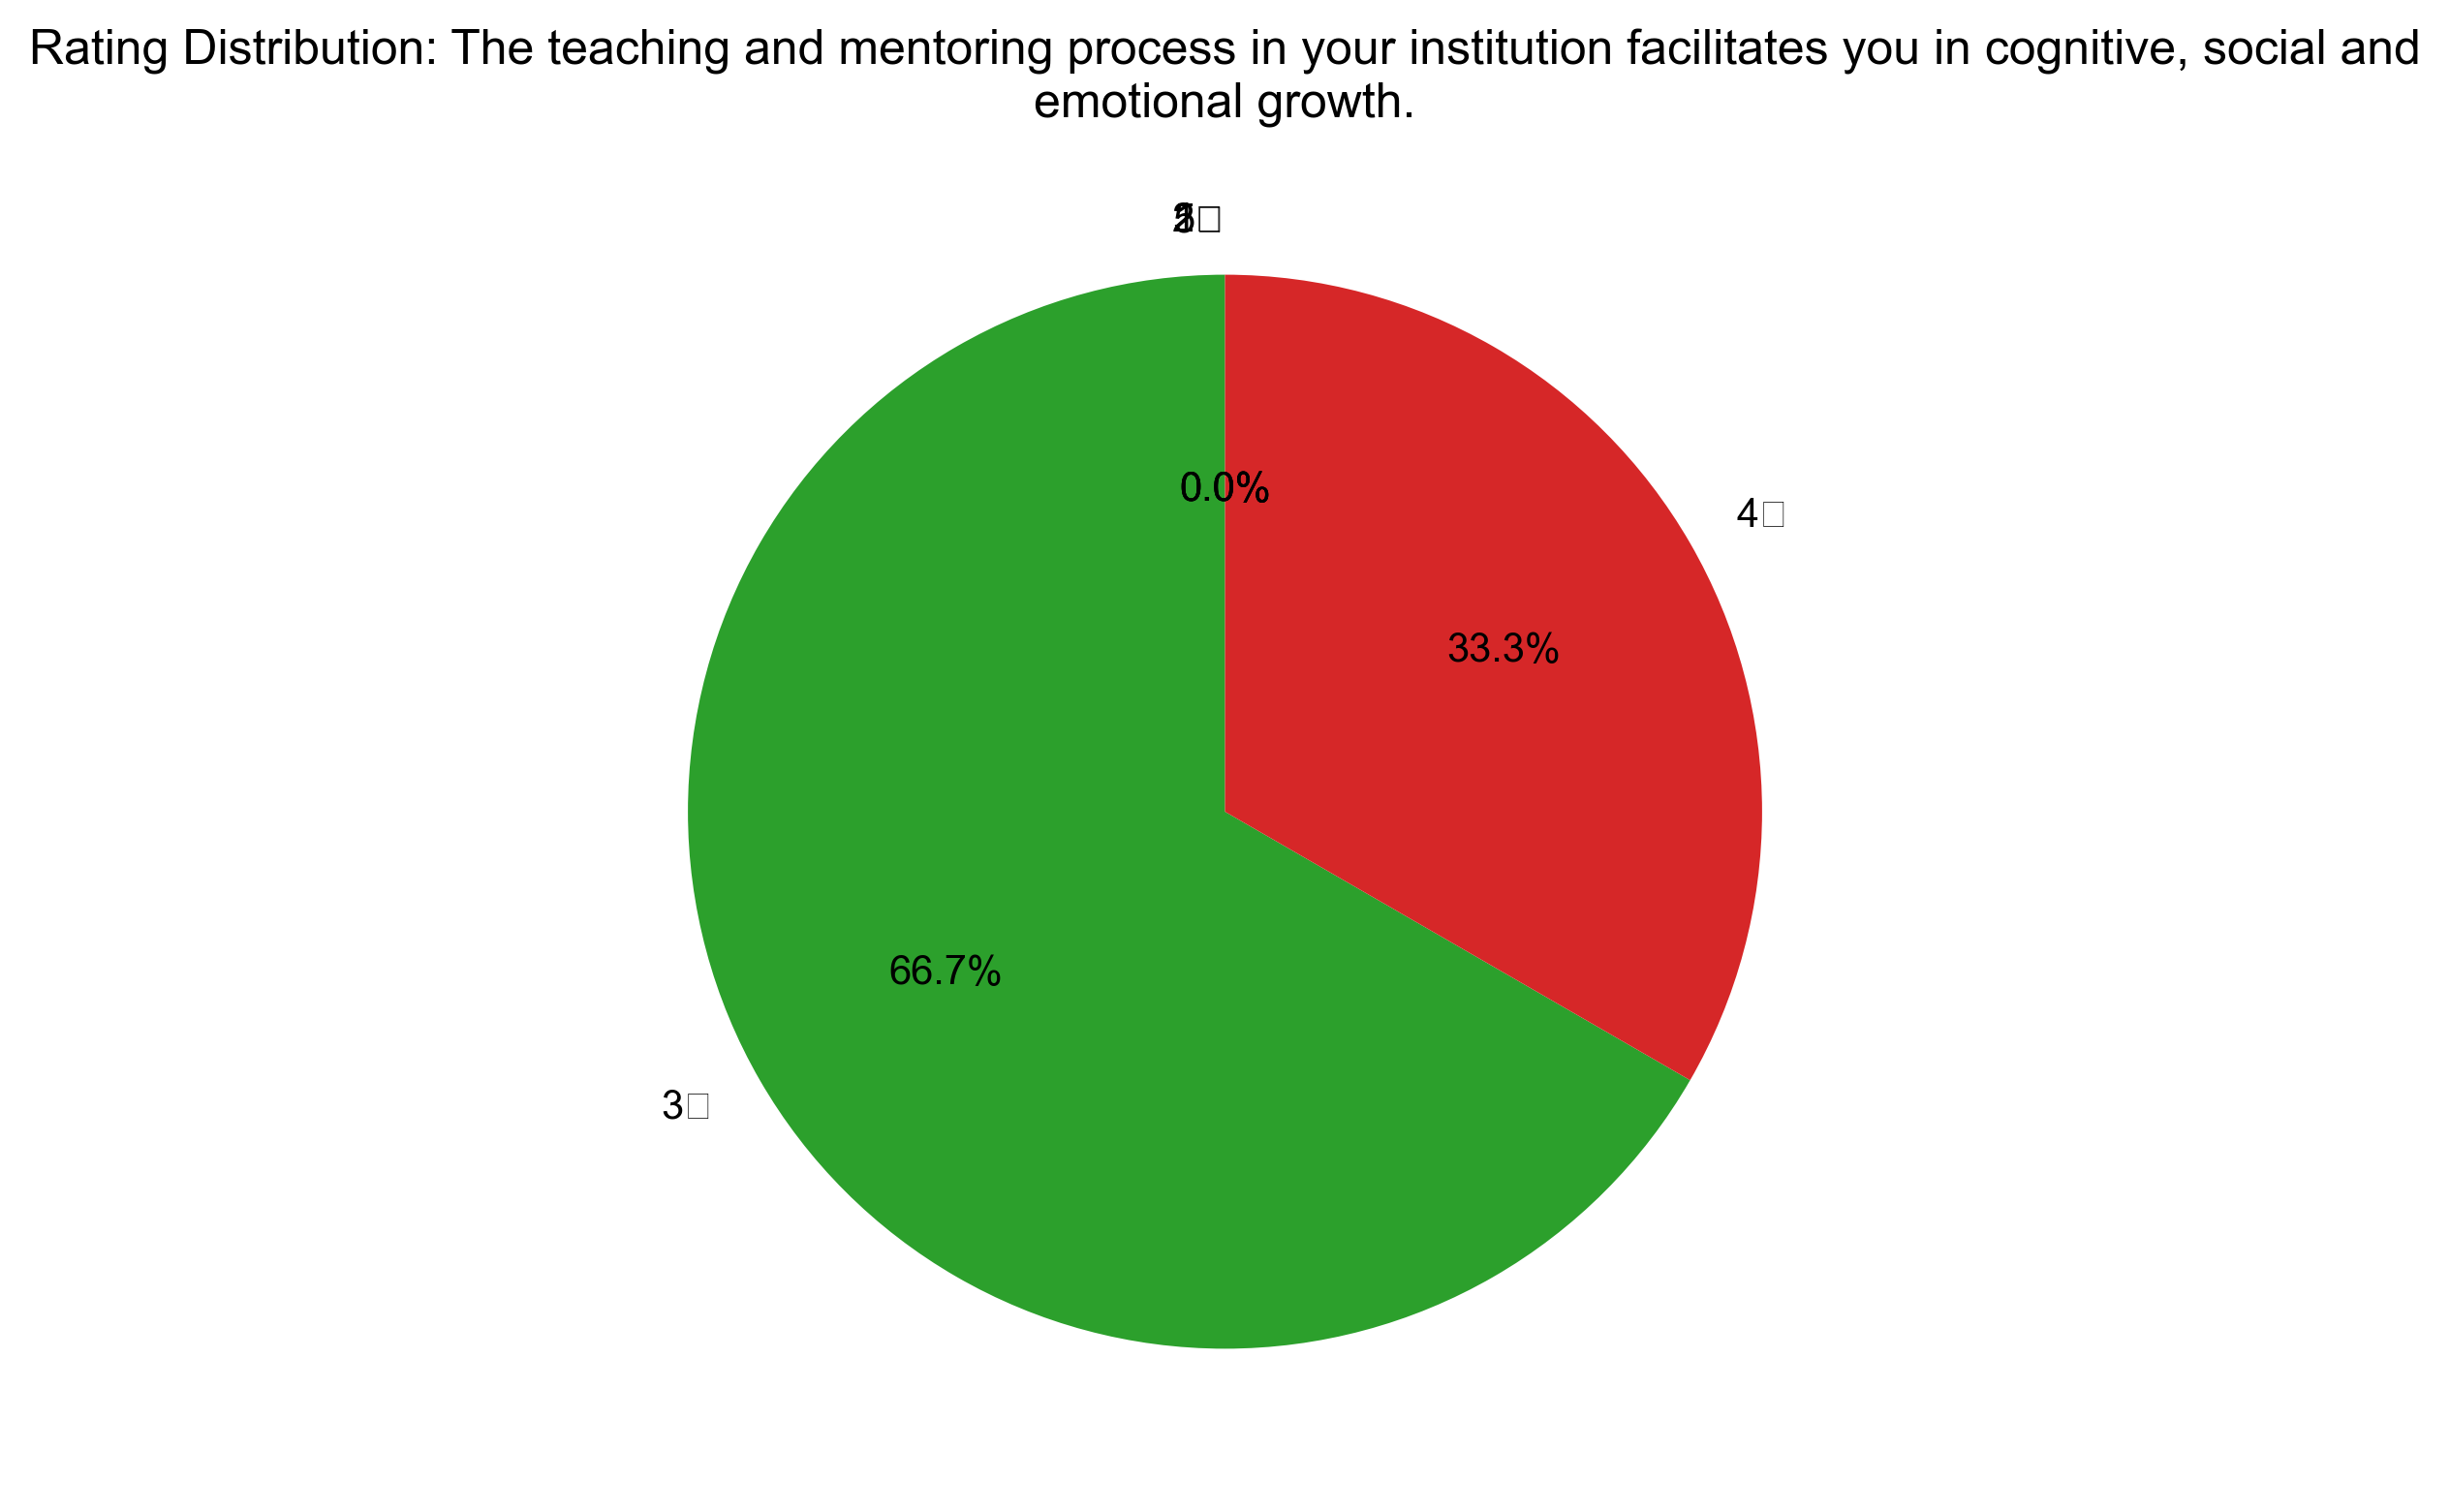 Rating Distribution: The teaching and mentoring process in your institution facilitates you in cognitive, social and
emotional growth.
0.0%
4□
33.3%
66.7%
3□